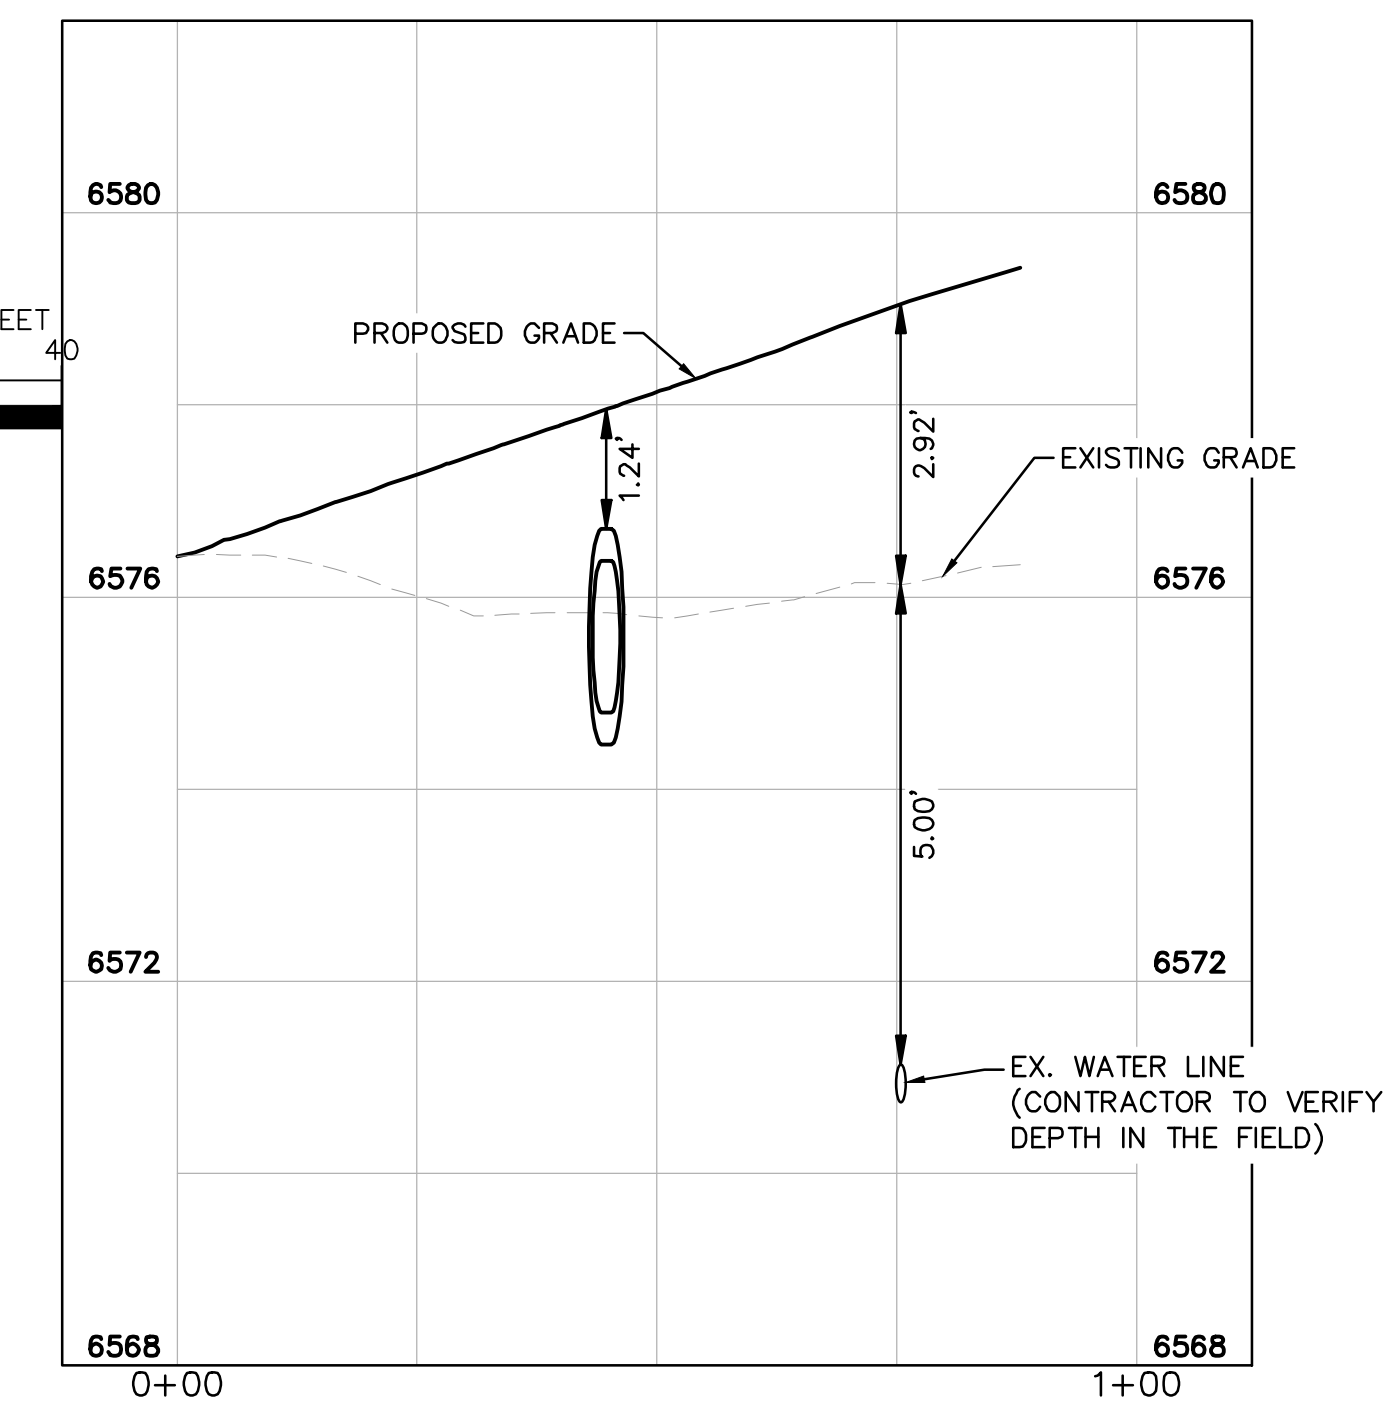 6580
6580
EET
40
PROPOSED GRADE
1.24'
2.92'
EXISTING GRADE
6576
6576
5.00'
6572
6572
EX. WATER LINE
(CONTRACTOR TO VERIFY
DEPTH IN THE FIELD)
6568
6568
0+00
1+00